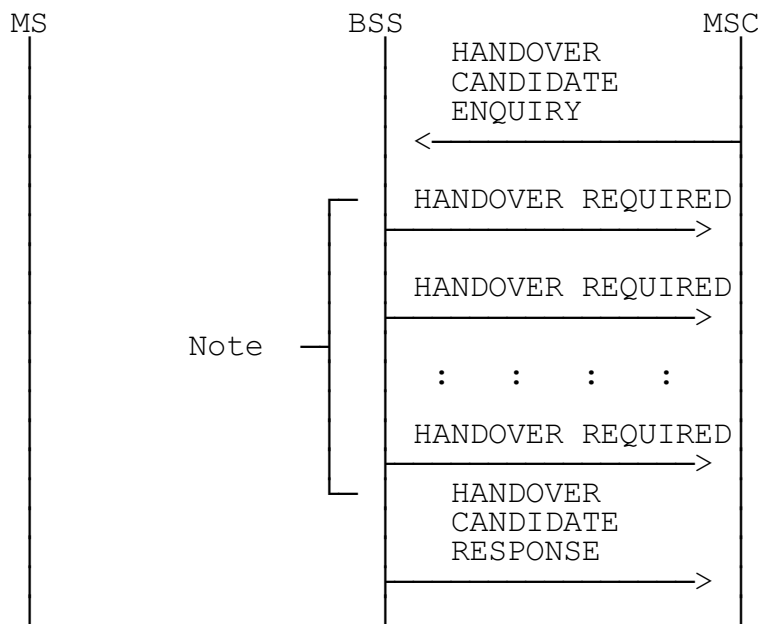 MS BSS MSC
HANDOVER
CANDIDATE
ENQUIRY
HANDOVER REQUIRED
HANDOVER REQUIRED
Note
: : : :
HANDOVER REQUIRED
HANDOVER
CANDIDATE
RESPONSE